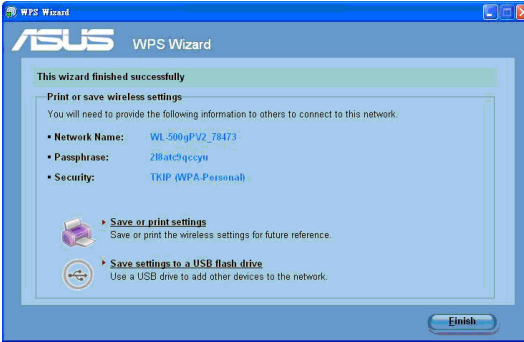 WPS Wizard
ASUS WPS Wizard
This wizard finished successfully
Print or save wireless settings
You will need to provide the following information to others to connect to this network.
▪ Network Name: WL-500gPV2_78473
▪ Passphrase: 2l8atc9qccyu
▪ Security: TKIP (WPA-Personal)
Save or print settings
Save or print the wireless settings for future reference.
Save settings to a USB flash drive
Use a USB drive to add other devices to the network.
Finish